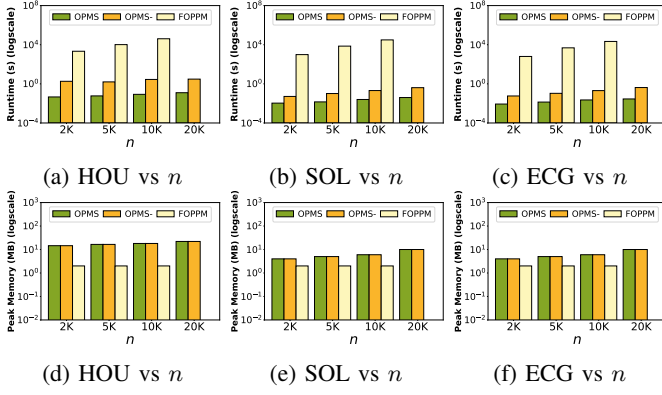 OPMS OPMS- FOPPM
Runtime (s) (logscale)
10^8
10^4
10^0
10^-4
2K 5K 10K 20K
n
(a) HOU vs n
OPMS OPMS- FOPPM
Runtime (s) (logscale)
10^8
10^4
10^0
10^-4
2K 5K 10K 20K
n
(b) SOL vs n
OPMS OPMS- FOPPM
Runtime (s) (logscale)
10^8
10^4
10^0
10^-4
2K 5K 10K 20K
n
(c) ECG vs n
OPMS OPMS- FOPPM
Peak Memory (MB) (logscale)
10^3
10^2
10^1
10^0
10^-1
10^-2
2K 5K 10K 20K
n
(d) HOU vs n
OPMS OPMS- FOPPM
Peak Memory (MB) (logscale)
10^3
10^2
10^1
10^0
10^-1
10^-2
2K 5K 10K 20K
n
(e) SOL vs n
OPMS OPMS- FOPPM
Peak Memory (MB) (logscale)
10^3
10^2
10^1
10^0
10^-1
10^-2
2K 5K 10K 20K
n
(f) ECG vs n